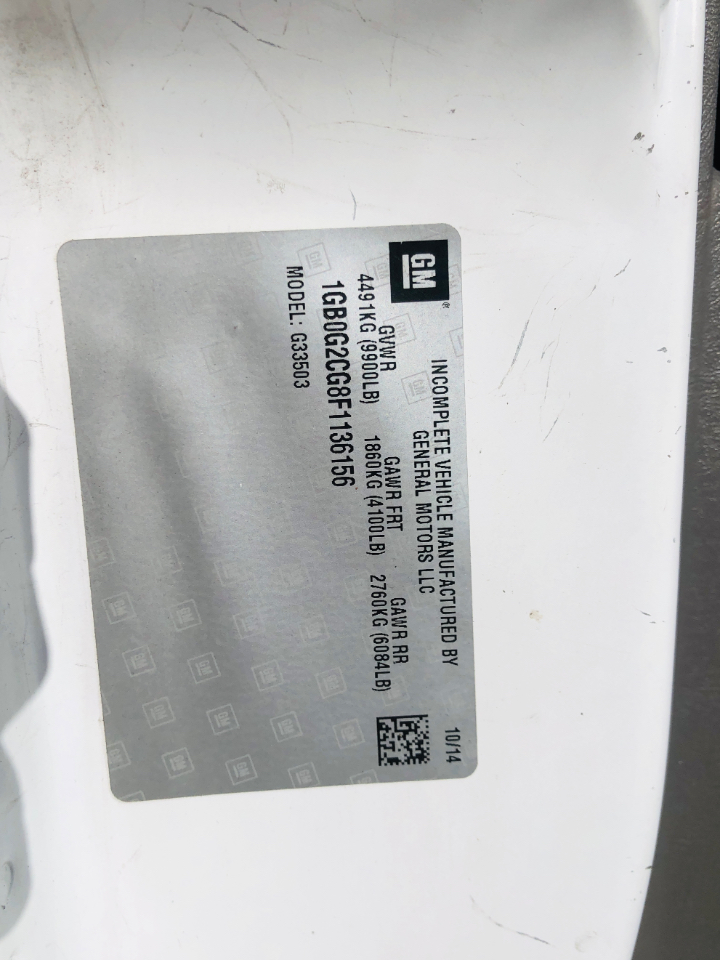 GM ®
INCOMPLETE VEHICLE MANUFACTURED BY
GENERAL MOTORS LLC
10/14
GVWR GAWR FRT GAWR RR
4491KG (9900LB) 1860KG (4100LB) 2760KG (6084LB)
1GB0G2CG8F1136156
MODEL: G33503